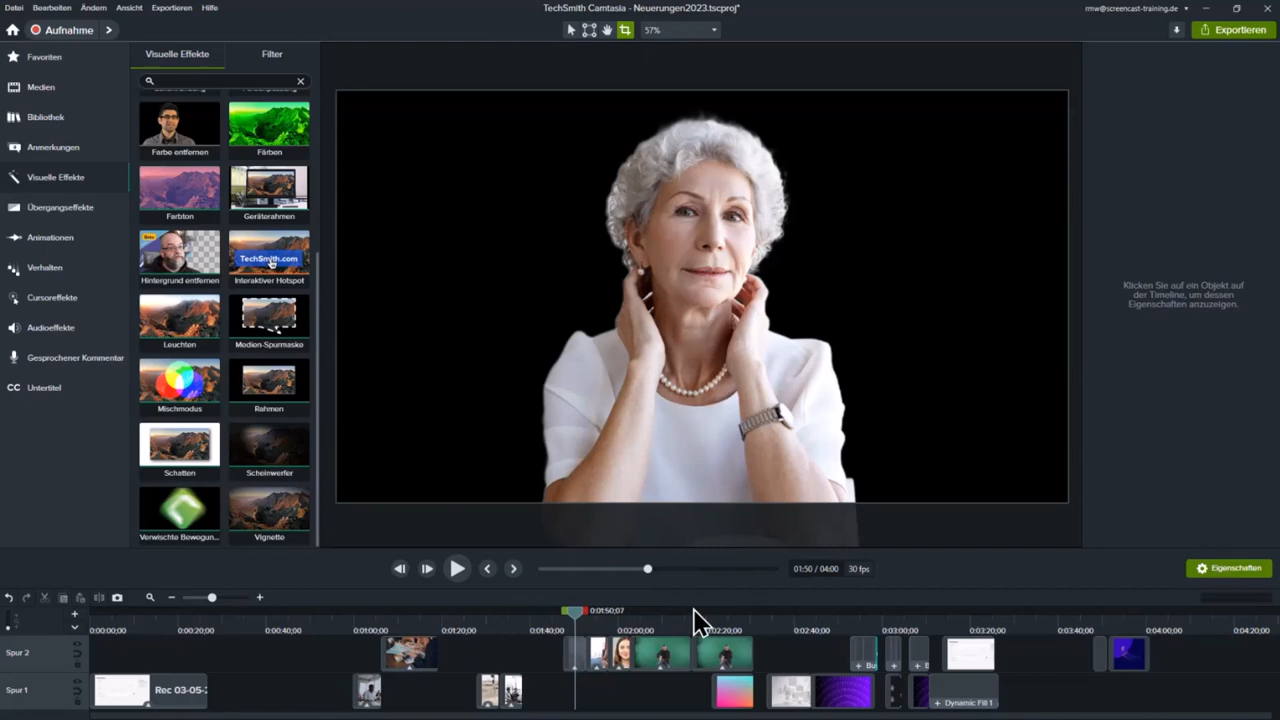 Datei Bearbeiten Ändern Ansicht Exportieren Hilfe
TechSmith Camtasia - Neuerungen2023.tscproj*
rmw@screencast-training.de
Aufnahme
57%
Exportieren
Favoriten
Medien
Bibliothek
Anmerkungen
Visuelle Effekte
Übergangseffekte
Animationen
Verhalten
Cursoreffekte
Audioeffekte
Gesprochener Kommentar
CC Untertitel
Visuelle Effekte Filter
Farbe entfernen Färben
Farbton Geräterahmen
Beta
TechSmith.com
Hintergrund entfernen Interaktiver Hotspot
Leuchten Medien-Spurmaske
Mischmodus Rahmen
Schatten Scheinwerfer
Verwischte Bewegun... Vignette
Klicken Sie auf ein Objekt auf
der Timeline, um dessen
Eigenschaften anzuzeigen.
01:50 / 04:00 30 fps
Eigenschaften
0:01:50;07
0:00:00;00 0:00:20;00 0:00:40;00 0:01:00;00 0:01:20;00 0:01:40;00 0:02:00;00 0:02:20;00 0:02:40;00 0:03:00;00 0:03:20;00 0:03:40;00 0:04:00;00 0:04:20;00
Spur 2
+ Bu + + B
Spur 1
Rec 03-05-2
+ Dynamic Fill 1